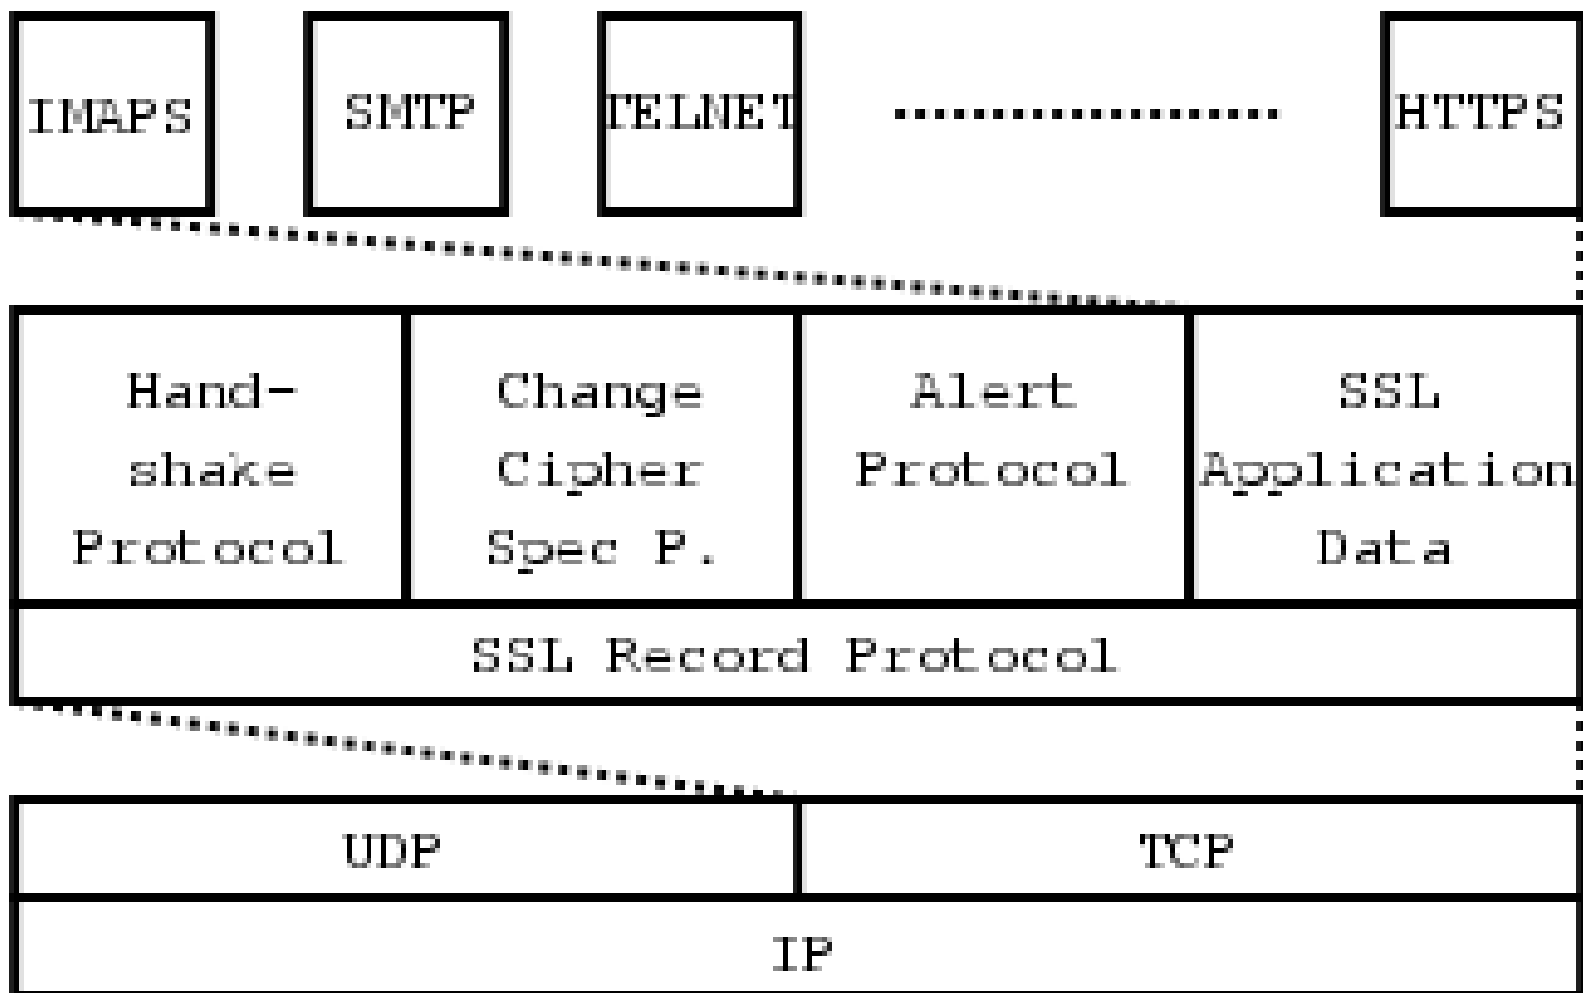 IMAPS
SMTP
TELNET
HTTPS
Hand-
shake
Protocol
Change
Cipher
Spec P.
Alert
Protocol
SSL
Application
Data
SSL Record Protocol
UDP
TCP
IP